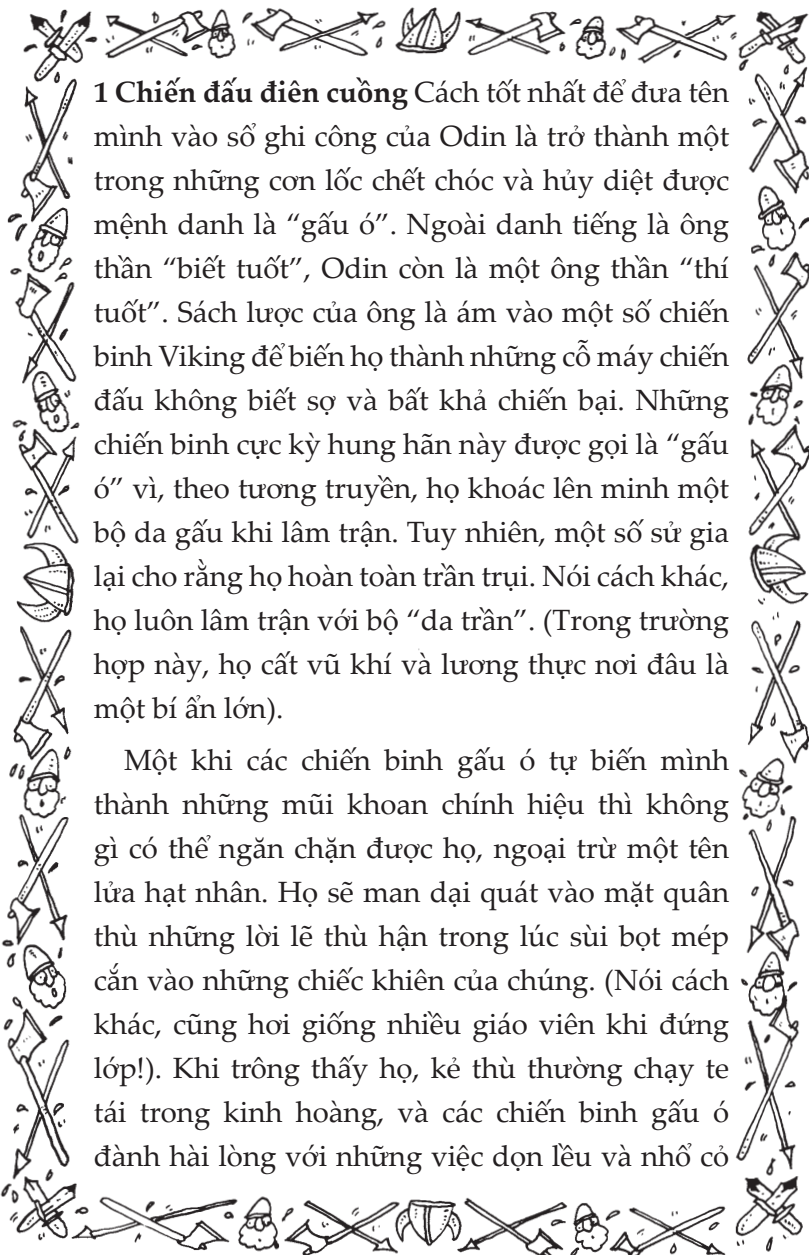 1 Chiến đấu điên cuồng Cách tốt nhất để đưa tên
mình vào sổ ghi công của Odin là trở thành một
trong những cơn lốc chết chóc và hủy diệt được
mệnh danh là “gấu ó”. Ngoài danh tiếng là ông
thần “biết tuốt”, Odin còn là một ông thần “thí
tuốt”. Sách lược của ông là ám vào một số chiến
binh Viking để biến họ thành những cỗ máy chiến
đấu không biết sợ và bất khả chiến bại. Những
chiến binh cực kỳ hung hãn này được gọi là “gấu
ó” vì, theo tương truyền, họ khoác lên minh một
bộ da gấu khi lâm trận. Tuy nhiên, một số sử gia
lại cho rằng họ hoàn toàn trần trụi. Nói cách khác,
họ luôn lâm trận với bộ “da trần”. (Trong trường
hợp này, họ cất vũ khí và lương thực nơi đâu là
một bí ẩn lớn).
Một khi các chiến binh gấu ó tự biến mình
thành những mũi khoan chính hiệu thì không
gì có thể ngăn chặn được họ, ngoại trừ một tên
lửa hạt nhân. Họ sẽ man dại quát vào mặt quân
thù những lời lẽ thù hận trong lúc sùi bọt mép
cắn vào những chiếc khiên của chúng. (Nói cách
khác, cũng hơi giống nhiều giáo viên khi đứng
lớp!). Khi trông thấy họ, kẻ thù thường chạy te
tái trong kinh hoàng, và các chiến binh gấu ó
đành hài lòng với những việc dọn lều và nhổ cỏ